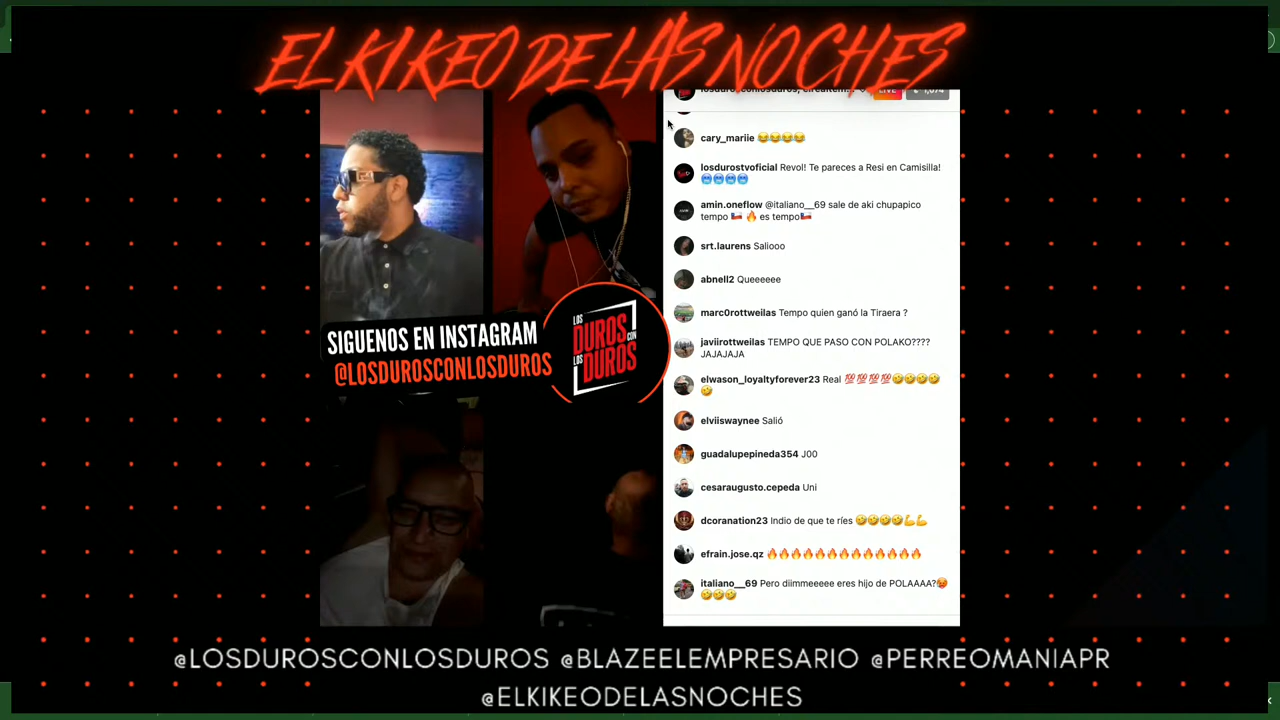 EL KIKEO DE LAS NOCHES
LIVE
cary_mariie 😂😂😂😂
losdurostvoficial Revol! Te pareces a Resi en Camisilla!
🥶🥶🥶🥶
amin.oneflow @italiano__69 sale de aki chupapico
tempo 🇨🇱 🔥 es tempo🇨🇱
srt.laurens Saliooo
abnell2 Queeeeee
marc0rottweilas Tempo quien ganó la Tiraera ?
javiirottweilas TEMPO QUE PASO CON POLAKO????
JAJAJAJA
elwason_loyaltyforever23 Real 💯💯💯💯🤣🤣🤣🤣
🤣
elviiswaynee Salió
guadalupepineda354 J00
cesaraugusto.cepeda Uni
dcoranation23 Indio de que te ríes 🤣🤣🤣🤣💪💪
efrain.jose.qz 🔥🔥🔥🔥🔥🔥🔥🔥🔥🔥🔥🔥🔥
italiano__69 Pero diimmeeeee eres hijo de POLAAAA?🥵
🤣🤣🤣
SIGUENOS EN INSTAGRAM
@LOSDUROSCONLOSDUROS
LOS
DUROS CON
LOS
DUROS
@LOSDUROSCONLOSDUROS @BLAZEELEMPRESARIO @PERREOMANIAPR
@ELKIKEODELASNOCHES